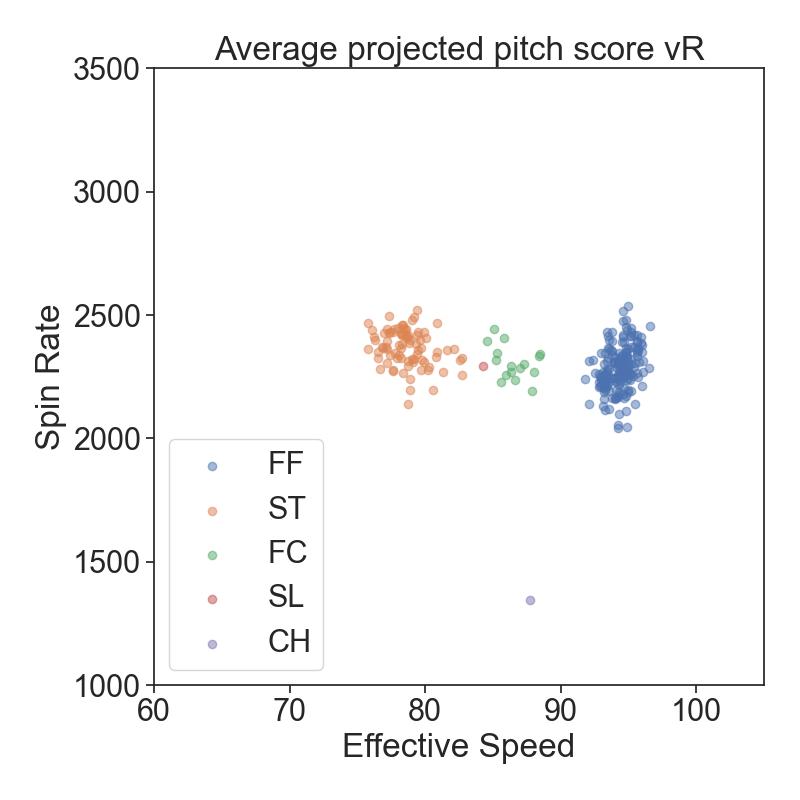 Average projected pitch score vR
3500
3000
2500
2000
1500
1000
Spin Rate
FF
ST
FC
SL
CH
60 70 80 90 100
Effective Speed